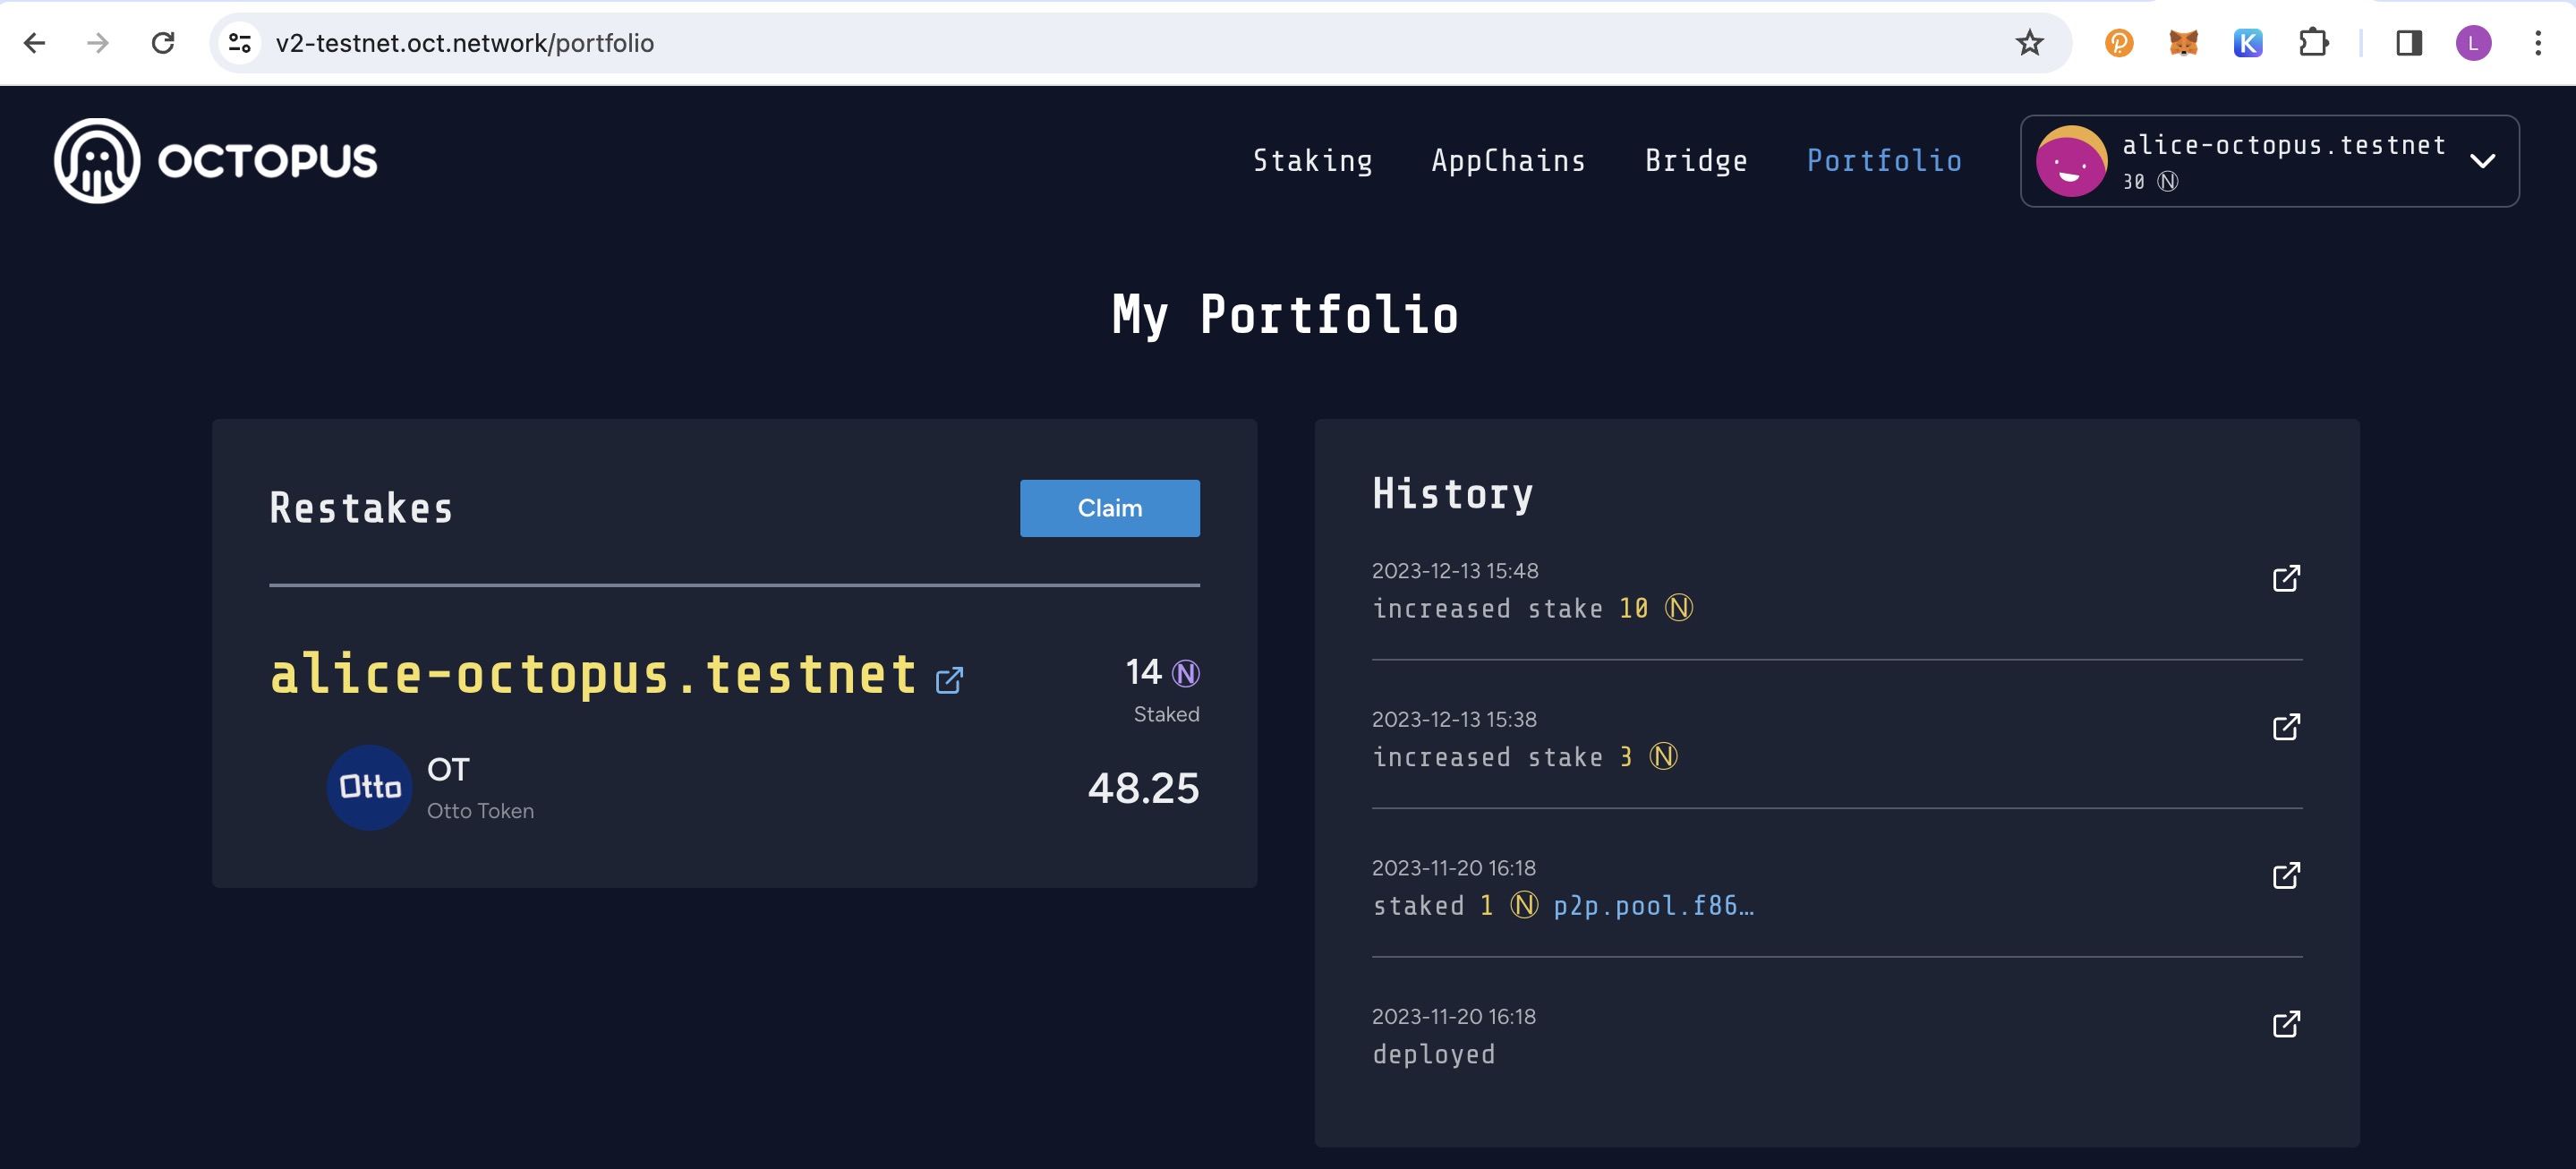 v2-testnet.oct.network/portfolio
K
L
OCTOPUS
Staking
AppChains
Bridge
Portfolio
alice-octopus.testnet
30 Ⓝ
My Portfolio
Restakes
Claim
alice-octopus.testnet
14 Ⓝ
Staked
Otto
OT
Otto Token
48.25
History
2023-12-13 15:48
increased stake 10 Ⓝ
2023-12-13 15:38
increased stake 3 Ⓝ
2023-11-20 16:18
staked 1 Ⓝ p2p.pool.f86…
2023-11-20 16:18
deployed